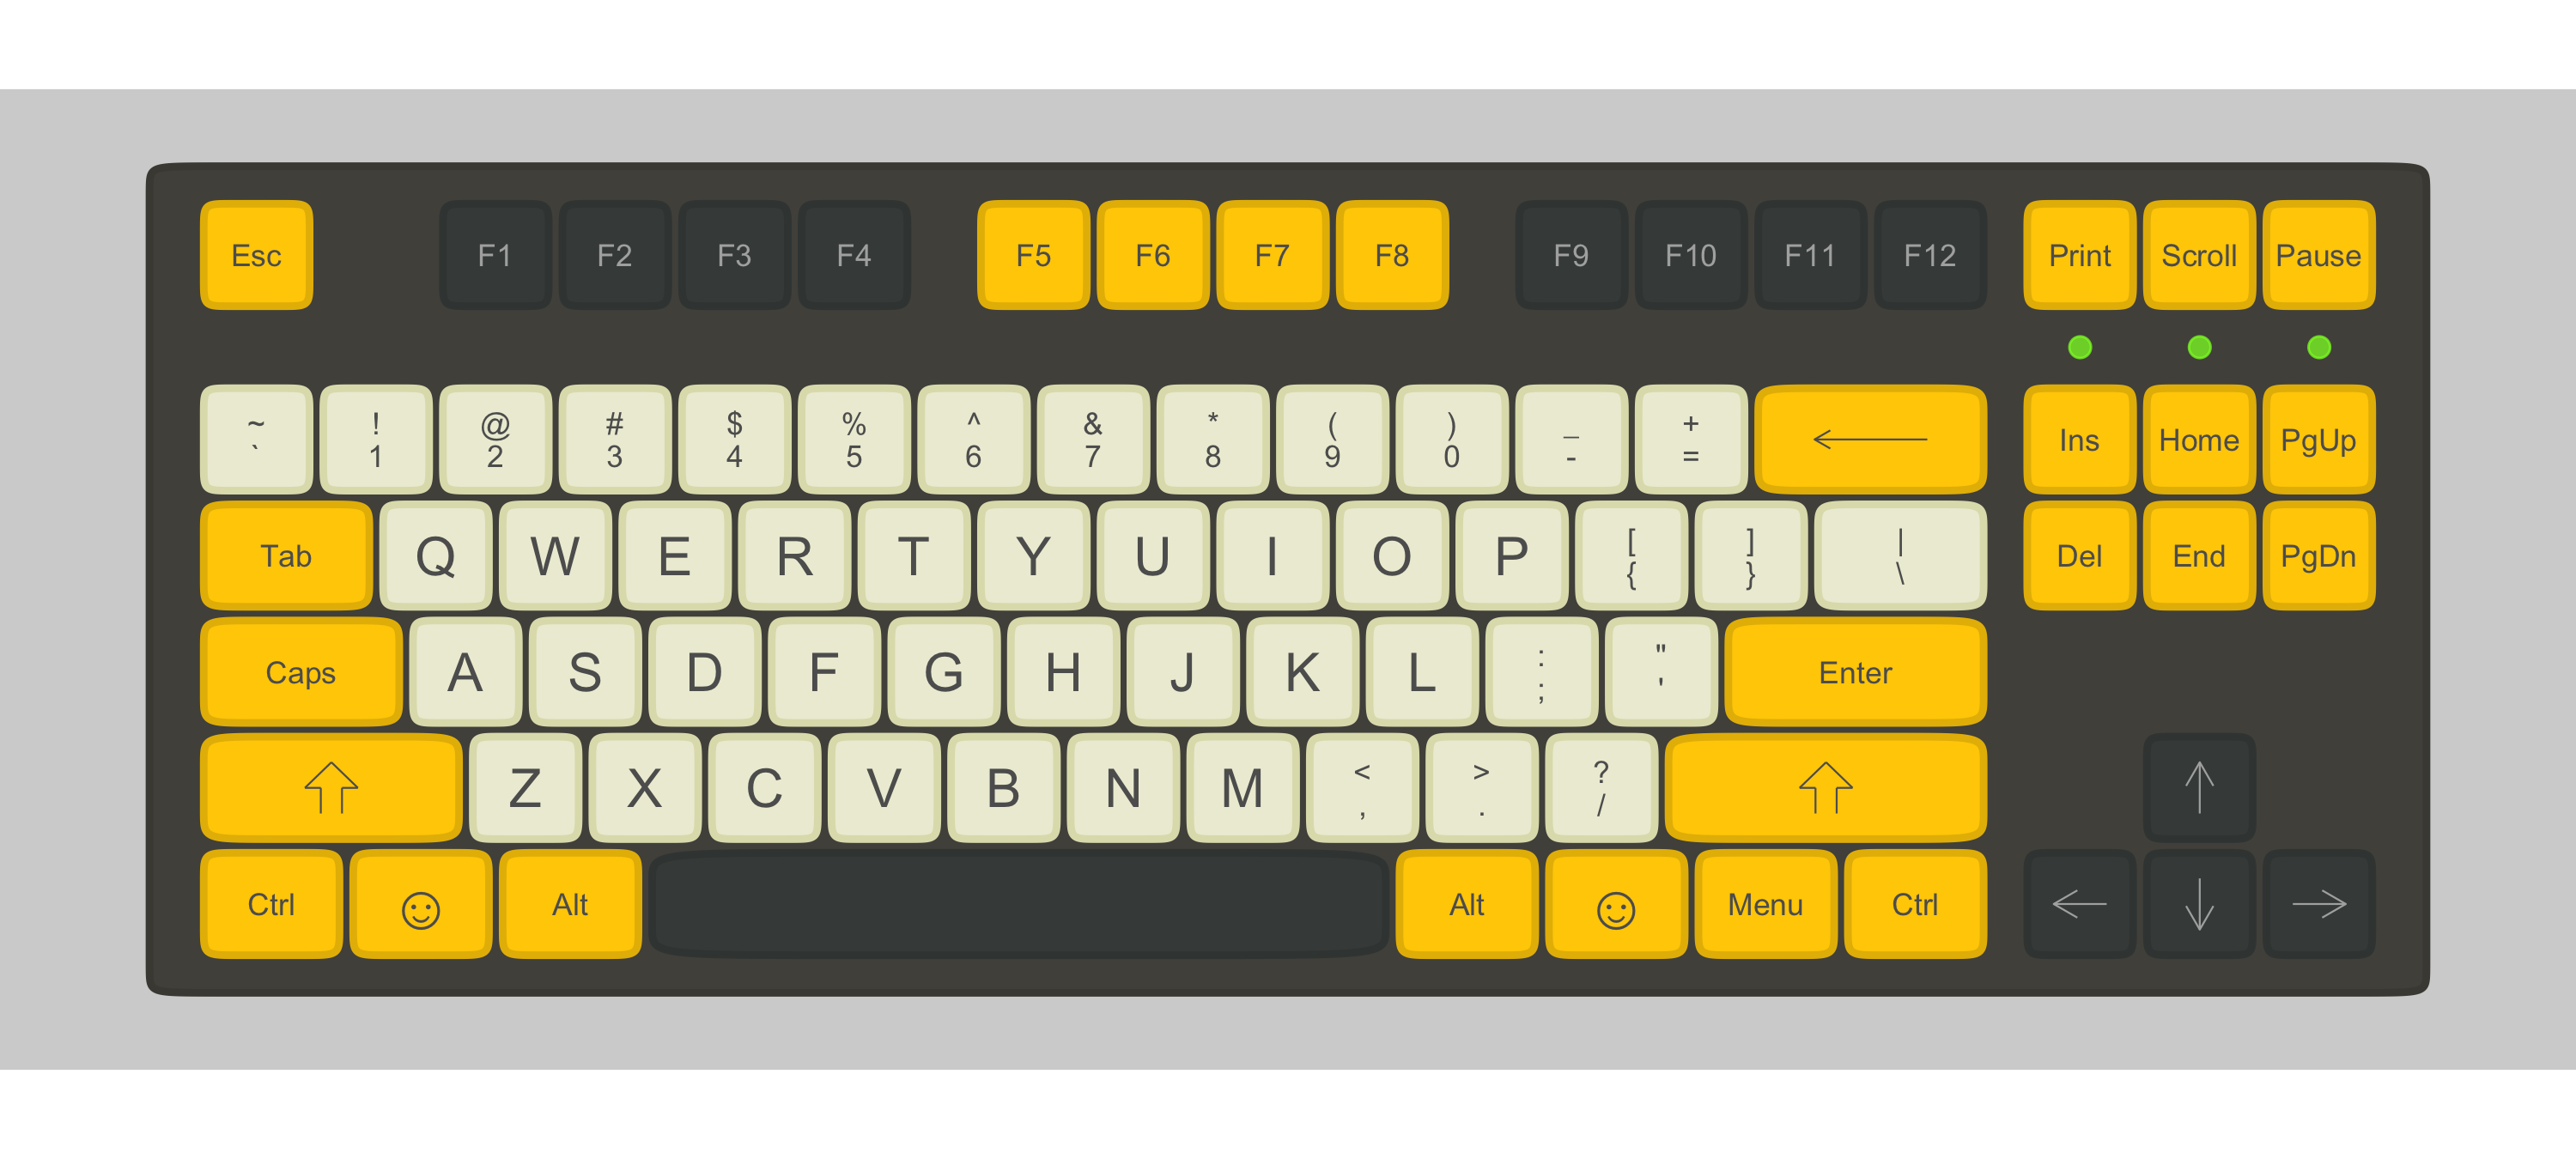 Esc F1 F2 F3 F4 F5 F6 F7 F8 F9 F10 F11 F12 Print Scroll Pause
~ ! @ # $ % ^ & * ( ) _ +
` 1 2 3 4 5 6 7 8 9 0 - = ← Ins Home PgUp
Tab Q W E R T Y U I O P [ ] | Del End PgDn
{ } \
Caps A S D F G H J K L : " Enter
; '
⇧ Z X C V B N M < > ? ⇧ ↑
, . /
Ctrl ☺ Alt Alt ☺ Menu Ctrl ← ↓ →